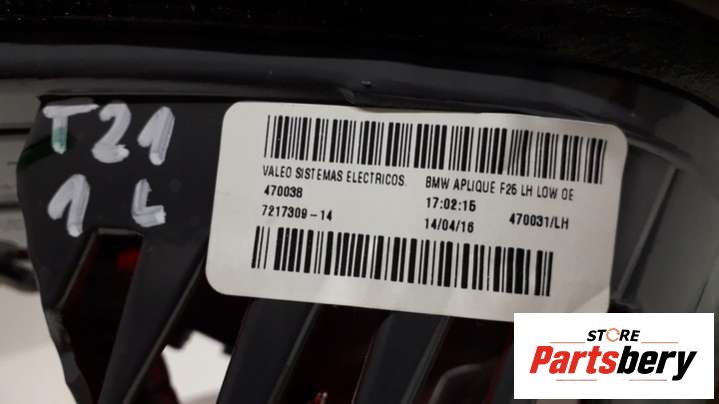 T21
1 L
VALEO SISTEMAS ELECTRICOS. BMW APLIQUE F25 LH LOW OE
470038 17:02:15 470031/LH
7217309-14 14/04/16
STORE
Partsbery